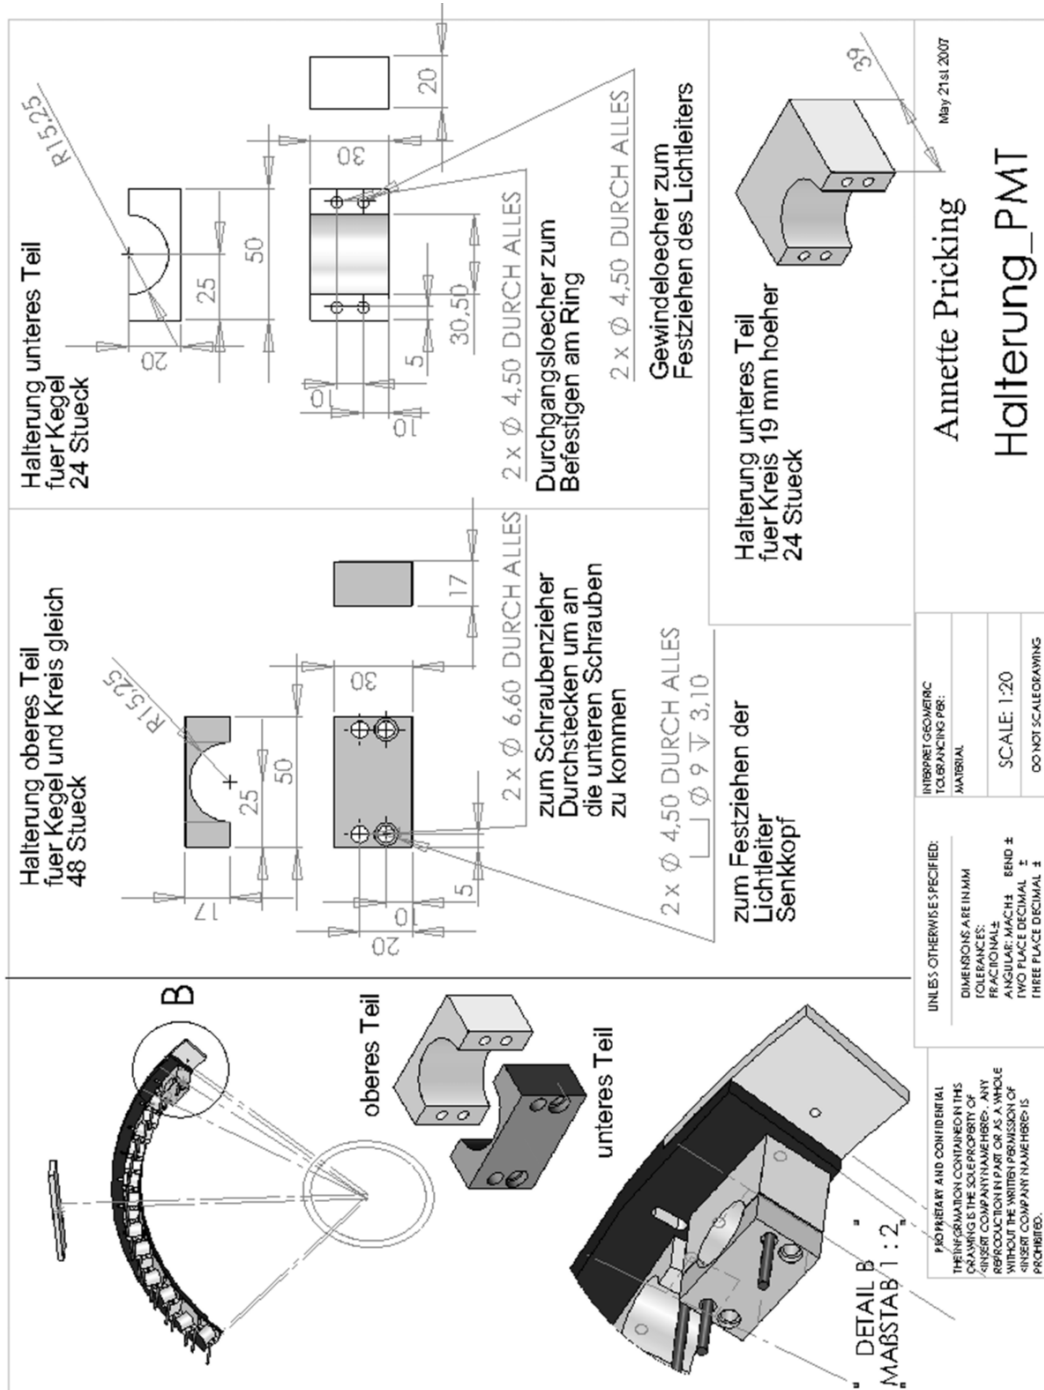 B
oberes Teil
unteres Teil
DETAIL B
MAßSTAB 1 : 2
Halterung oberes Teil
fuer Kegel und Kreis gleich
48 Stueck
R15,25
17
25
50
30
17
5
10
20
2 x Ø 6,60 DURCH ALLES
zum Schraubenzieher
Durchstecken um an
die unteren Schrauben
zu kommen
2 x Ø 4,50 DURCH ALLES
⌴ Ø 9 ↧ 3,10
zum Festziehen der
Lichtleiter
Senkkopf
Halterung unteres Teil
fuer Kegel
24 Stueck
R15,25
20
25
50
30
20
10
10
5
30,50
2 x Ø 4,50 DURCH ALLES
Durchgangsloecher zum
Befestigen am Ring
2 x Ø 4,50 DURCH ALLES
Gewindeloecher zum
Festziehen des Lichtleiters
Halterung unteres Teil
fuer Kreis 19 mm hoeher
24 Stueck
39
PROPRIETARY AND CONFIDENTIAL
THE INFORMATION CONTAINED IN THIS
DRAWING IS THE SOLE PROPERTY OF
<INSERT COMPANY NAME HERE>. ANY
REPRODUCTION IN PART OR AS A WHOLE
WITHOUT THE WRITTEN PERMISSION OF
<INSERT COMPANY NAME HERE> IS
PROHIBITED.
UNLESS OTHERWISE SPECIFIED:
DIMENSIONS ARE IN MM
TOLERANCES:
FRACTIONAL ±
ANGULAR: MACH ± BEND ±
TWO PLACE DECIMAL ±
THREE PLACE DECIMAL ±
INTERPRET GEOMETRIC
TOLERANCING PER:
MATERIAL
SCALE: 1:20
DO NOT SCALE DRAWING
Annette Pricking
May 21st 2007
Halterung_PMT